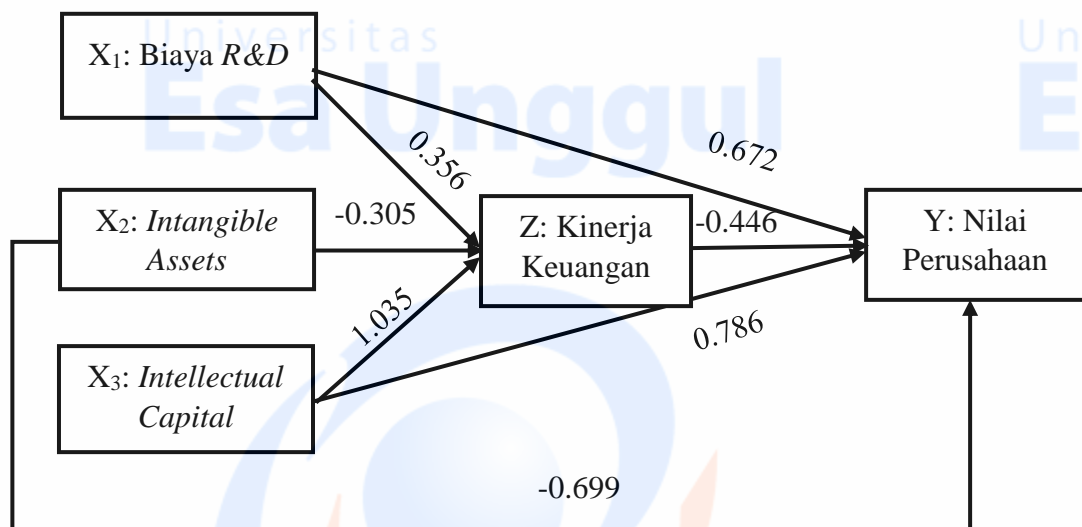 Universitas
Esa Unggul
Un
E
X₁: Biaya R&D
0.672
0.356
X₂: Intangible
Assets
-0.305
Z: Kinerja
Keuangan
-0.446
Y: Nilai
Perusahaan
1.035
0.786
X₃: Intellectual
Capital
-0.699